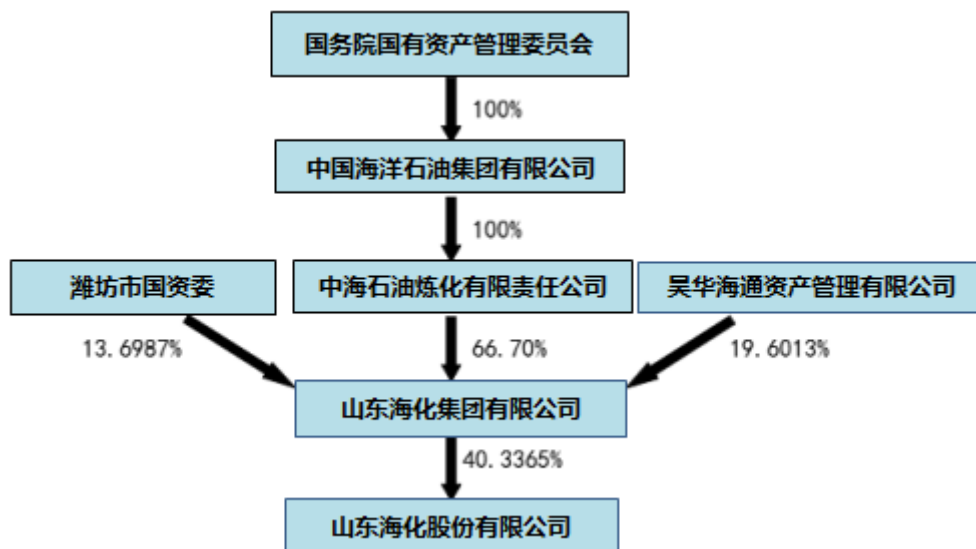 国务院国有资产管理委员会
100%
中国海洋石油集团有限公司
100%
潍坊市国资委
中海石油炼化有限责任公司
昊华海通资产管理有限公司
13.6987%
66.70%
19.6013%
山东海化集团有限公司
40.3365%
山东海化股份有限公司